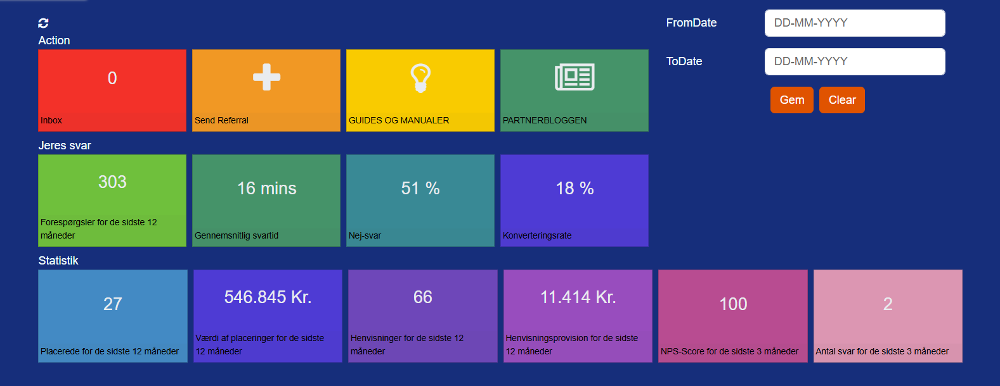 FromDate
DD-MM-YYYY
ToDate
DD-MM-YYYY
Gem
Clear
Action
0
Inbox
Send Referral
GUIDES OG MANUALER
PARTNERBLOGGEN
Jeres svar
303
Forespørgsler for de sidste 12
måneder
16 mins
Gennemsnitlig svartid
51 %
Nej-svar
18 %
Konverteringsrate
Statistik
27
Placerede for de sidste 12 måneder
546.845 Kr.
Værdi af placeringer for de sidste
12 måneder
66
Henvisninger for de sidste 12
måneder
11.414 Kr.
Henvisningsprovision for de sidste
12 måneder
100
NPS-Score for de sidste 3 måneder
2
Antal svar for de sidste 3 måneder